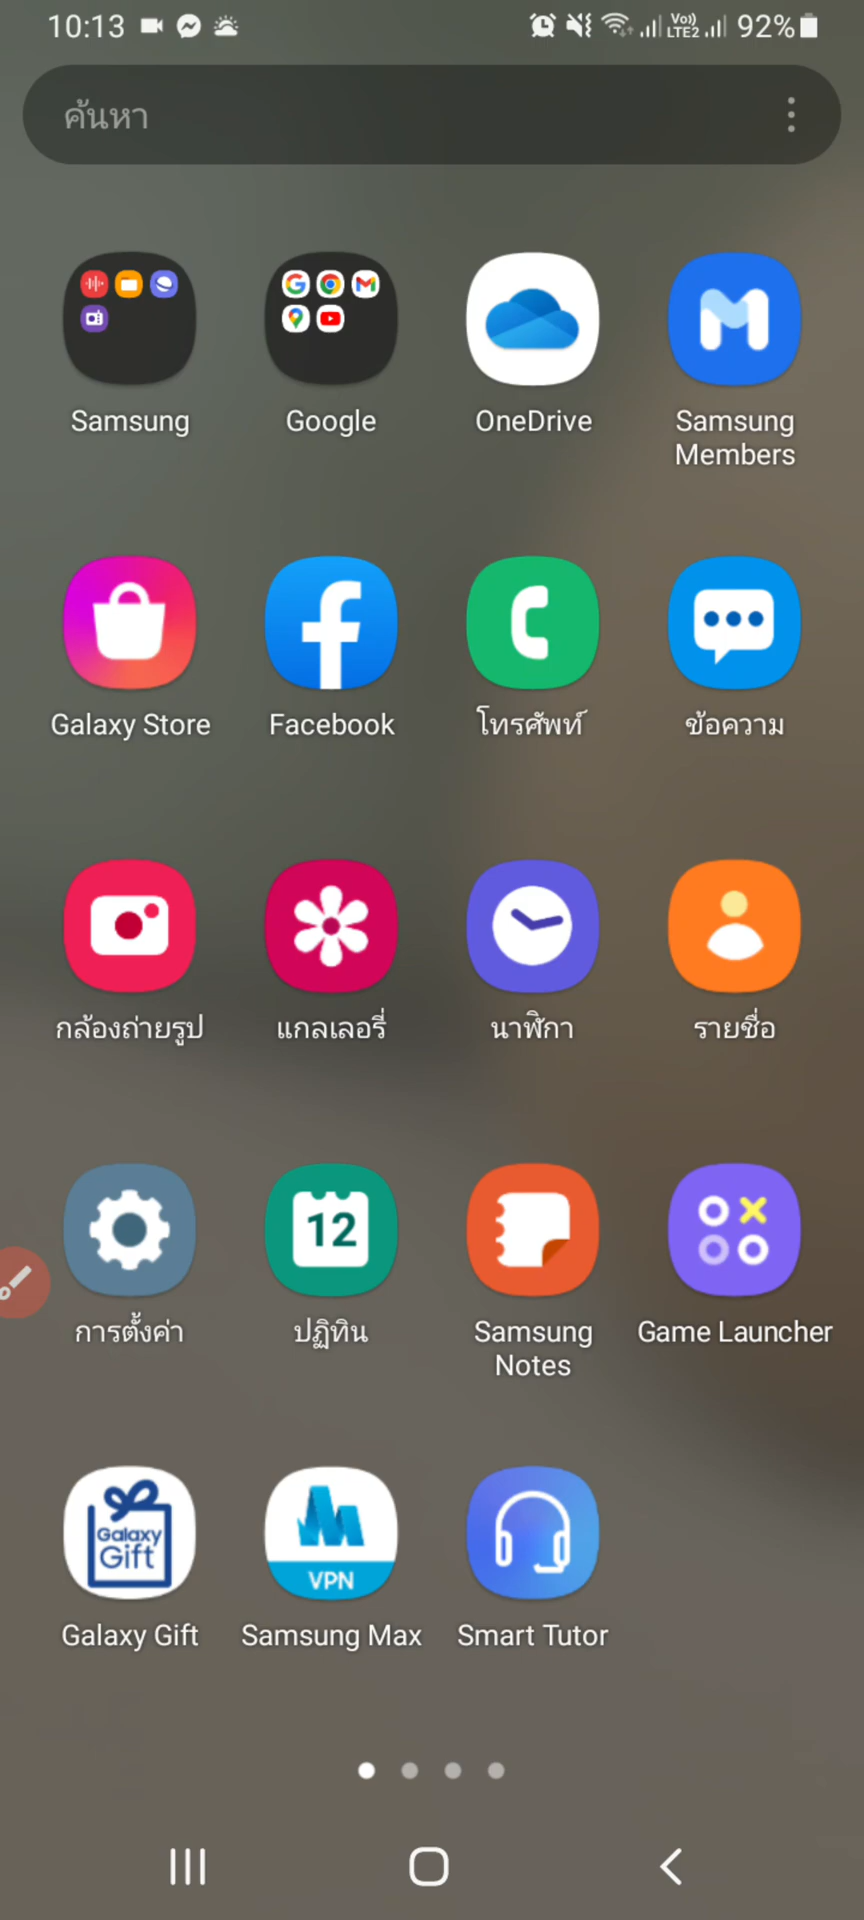 10:13
Vo)) LTE2 92%
ค้นหา
Samsung
Google
OneDrive
Samsung
Members
Galaxy Store
Facebook
โทรศัพท์
ข้อความ
กล้องถ่ายรูป
แกลเลอรี่
นาฬิกา
รายชื่อ
12
การตั้งค่า
ปฏิทิน
Samsung
Notes
Game Launcher
Galaxy
Gift
VPN
Galaxy Gift
Samsung Max
Smart Tutor